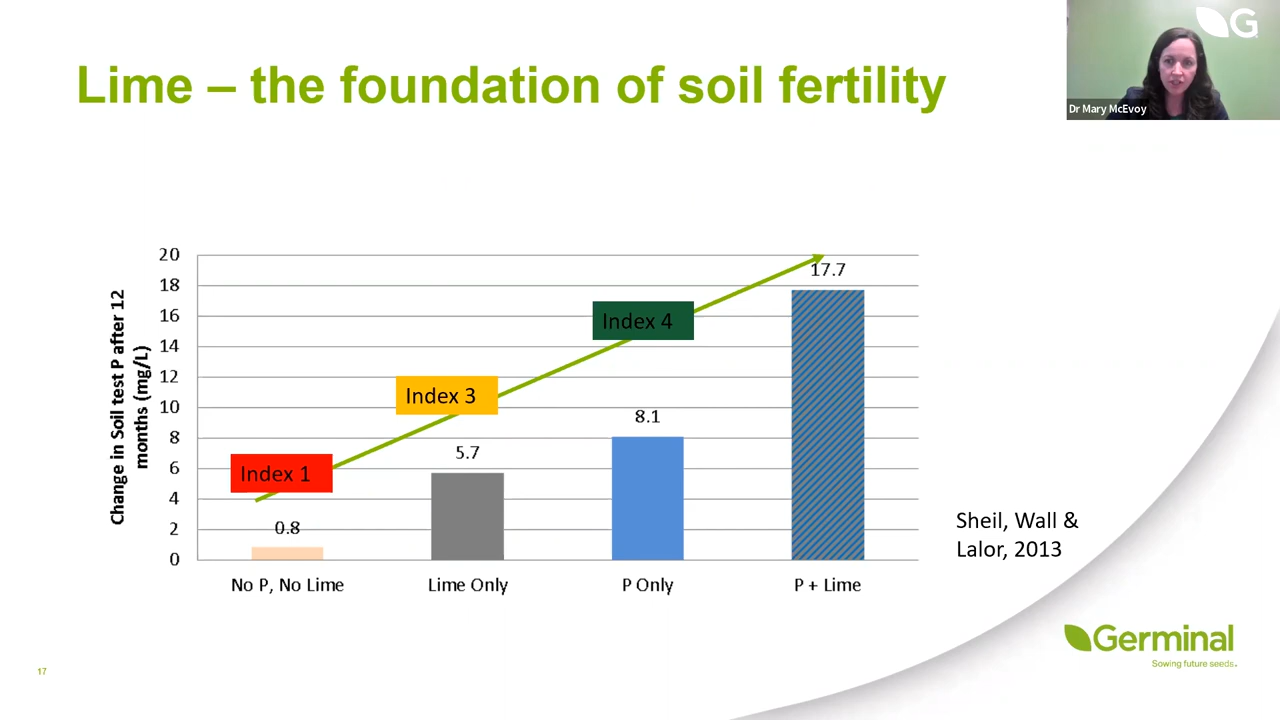 Lime – the foundation of soil fertility
G
Dr Mary McEvoy
Change in Soil test P after 12
months (mg/L)
20
18
16
14
12
10
8
6
4
2
0
Index 1
Index 3
Index 4
0.8
5.7
8.1
17.7
No P, No Lime
Lime Only
P Only
P + Lime
Sheil, Wall &
Lalor, 2013
Germinal
Sowing future seeds.
17